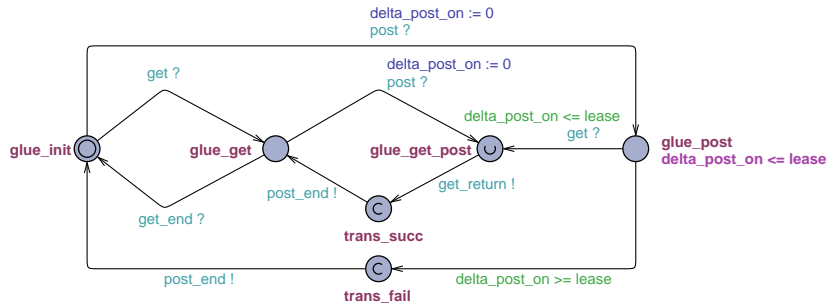 delta_post_on := 0
post ?
get ?
delta_post_on := 0
post ?
delta_post_on <= lease
get ?
glue_init
glue_get
glue_get_post
glue_post
delta_post_on <= lease
post_end !
get_return !
get_end ?
C
trans_succ
C
post_end !
delta_post_on >= lease
trans_fail